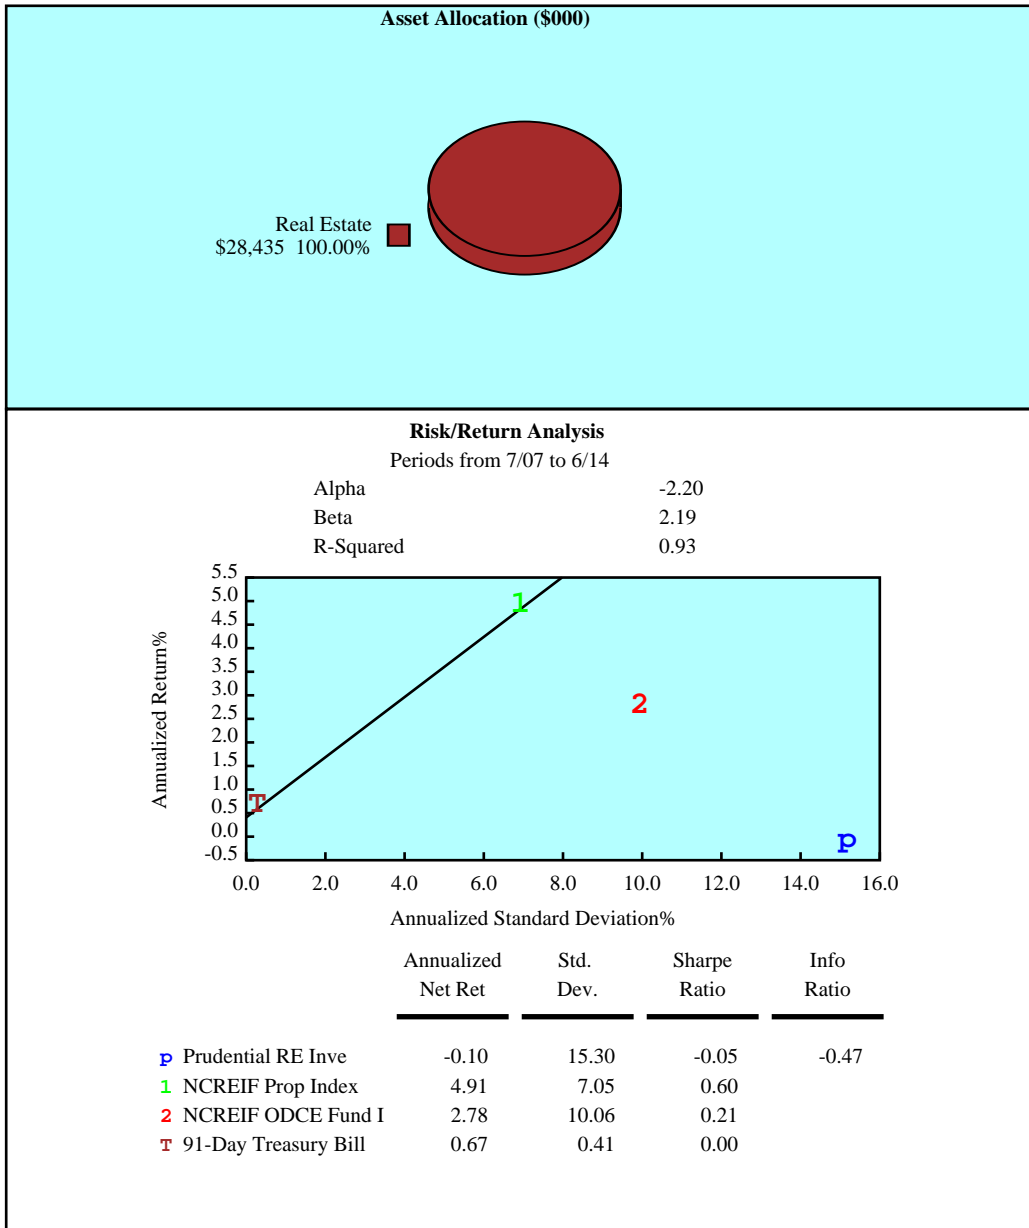 Asset Allocation ($000)
Real Estate
$28,435 100.00%
Risk/Return Analysis
Periods from 7/07 to 6/14
Alpha -2.20
Beta 2.19
R-Squared 0.93
Annualized Return%
5.5
5.0
4.5
4.0
3.5
3.0
2.5
2.0
1.5
1.0
0.5
0.0
-0.5
1
2
T
p
0.0 2.0 4.0 6.0 8.0 10.0 12.0 14.0 16.0
Annualized Standard Deviation%
Annualized Std. Sharpe Info
Net Ret Dev. Ratio Ratio
p Prudential RE Inve -0.10 15.30 -0.05 -0.47
1 NCREIF Prop Index 4.91 7.05 0.60
2 NCREIF ODCE Fund I 2.78 10.06 0.21
T 91-Day Treasury Bill 0.67 0.41 0.00